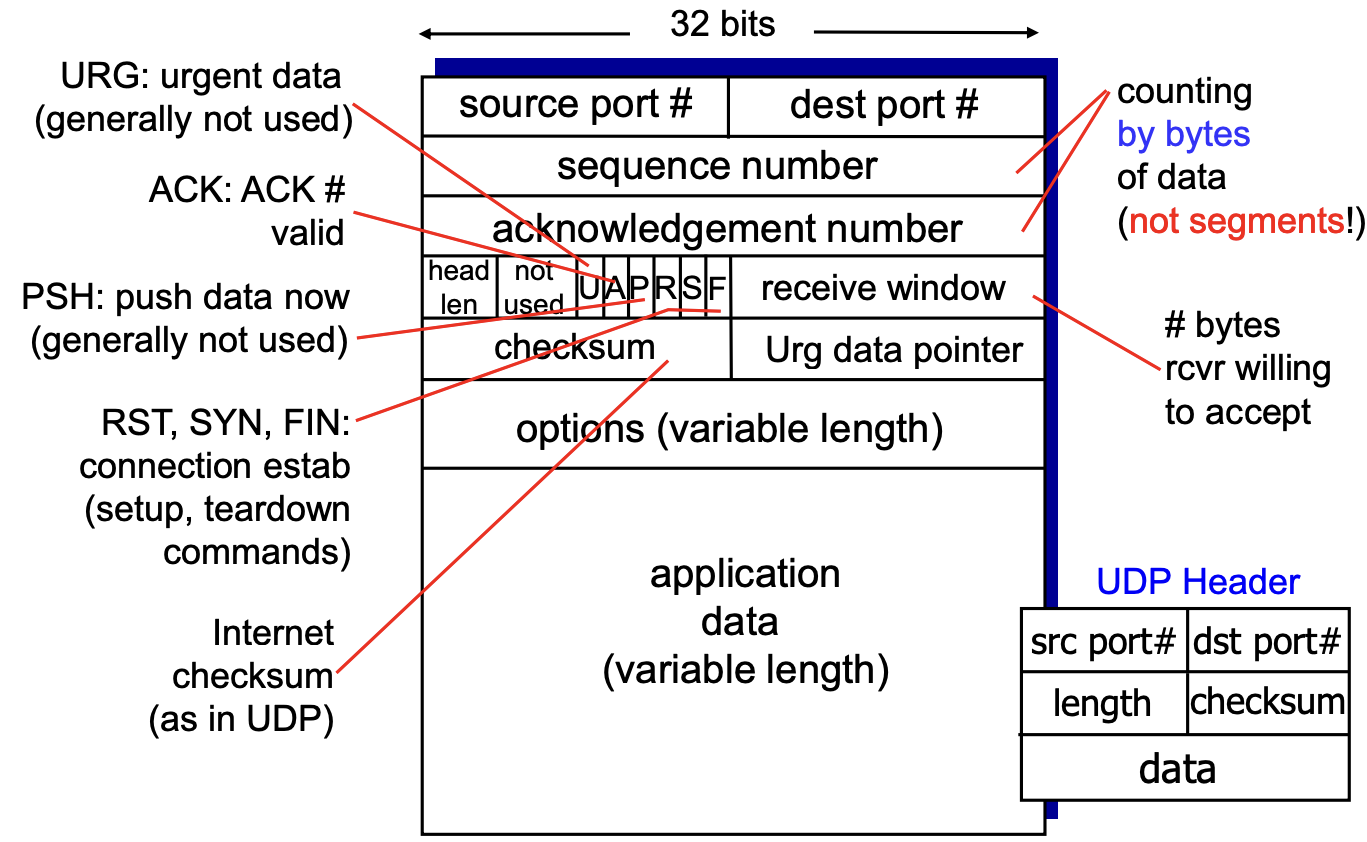 32 bits
URG: urgent data
(generally not used)
ACK: ACK #
valid
PSH: push data now
(generally not used)
RST, SYN, FIN:
connection estab
(setup, teardown
commands)
Internet
checksum
(as in UDP)
source port #
dest port #
sequence number
acknowledgement number
head
len
not
used
U A P R S F
receive window
checksum
Urg data pointer
options (variable length)
application
data
(variable length)
counting
by bytes
of data
(not segments!)
# bytes
rcvr willing
to accept
UDP Header
src port#
dst port#
length
checksum
data